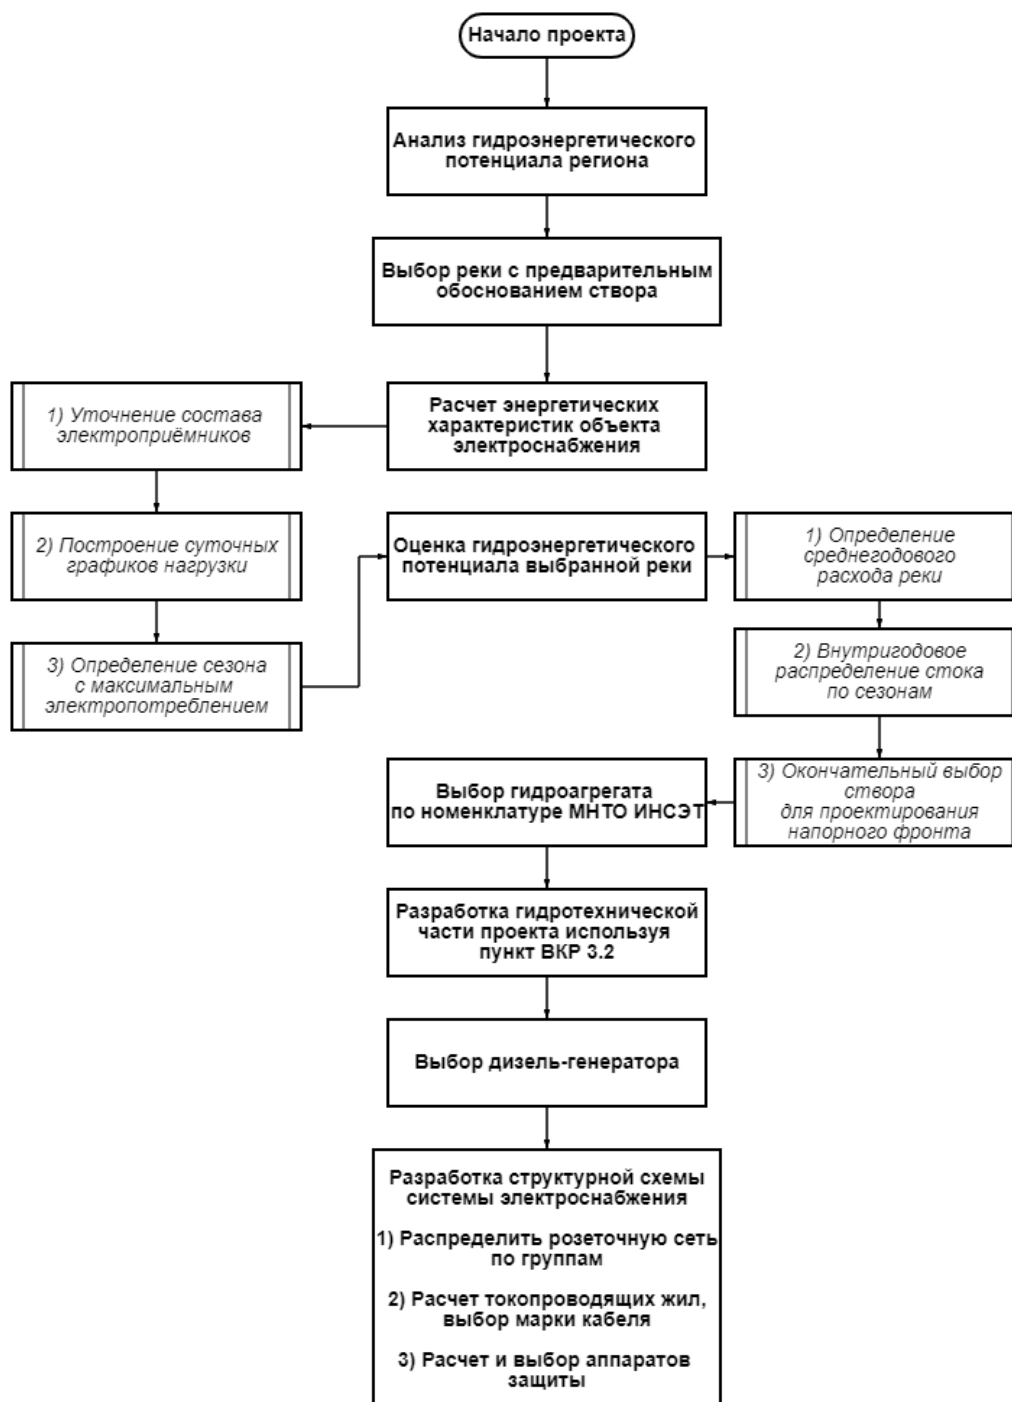 Начало проекта
Анализ гидроэнергетического
потенциала региона
Выбор реки с предварительным
обоснованием створа
Расчет энергетических
характеристик объекта
электроснабжения
1) Уточнение состава
электроприёмников
2) Построение суточных
графиков нагрузки
3) Определение сезона
с максимальным
электропотреблением
Оценка гидроэнергетического
потенциала выбранной реки
1) Определение
среднегодового
расхода реки
2) Внутригодовое
распределение стока
по сезонам
3) Окончательный выбор
створа
для проектирования
напорного фронта
Выбор гидроагрегата
по номенклатуре МНТО ИНСЭТ
Разработка гидротехнической
части проекта используя
пункт ВКР 3.2
Выбор дизель-генератора
Разработка структурной схемы
системы электроснабжения
1) Распределить розеточную сеть
по группам
2) Расчет токопроводящих жил,
выбор марки кабеля
3) Расчет и выбор аппаратов
защиты